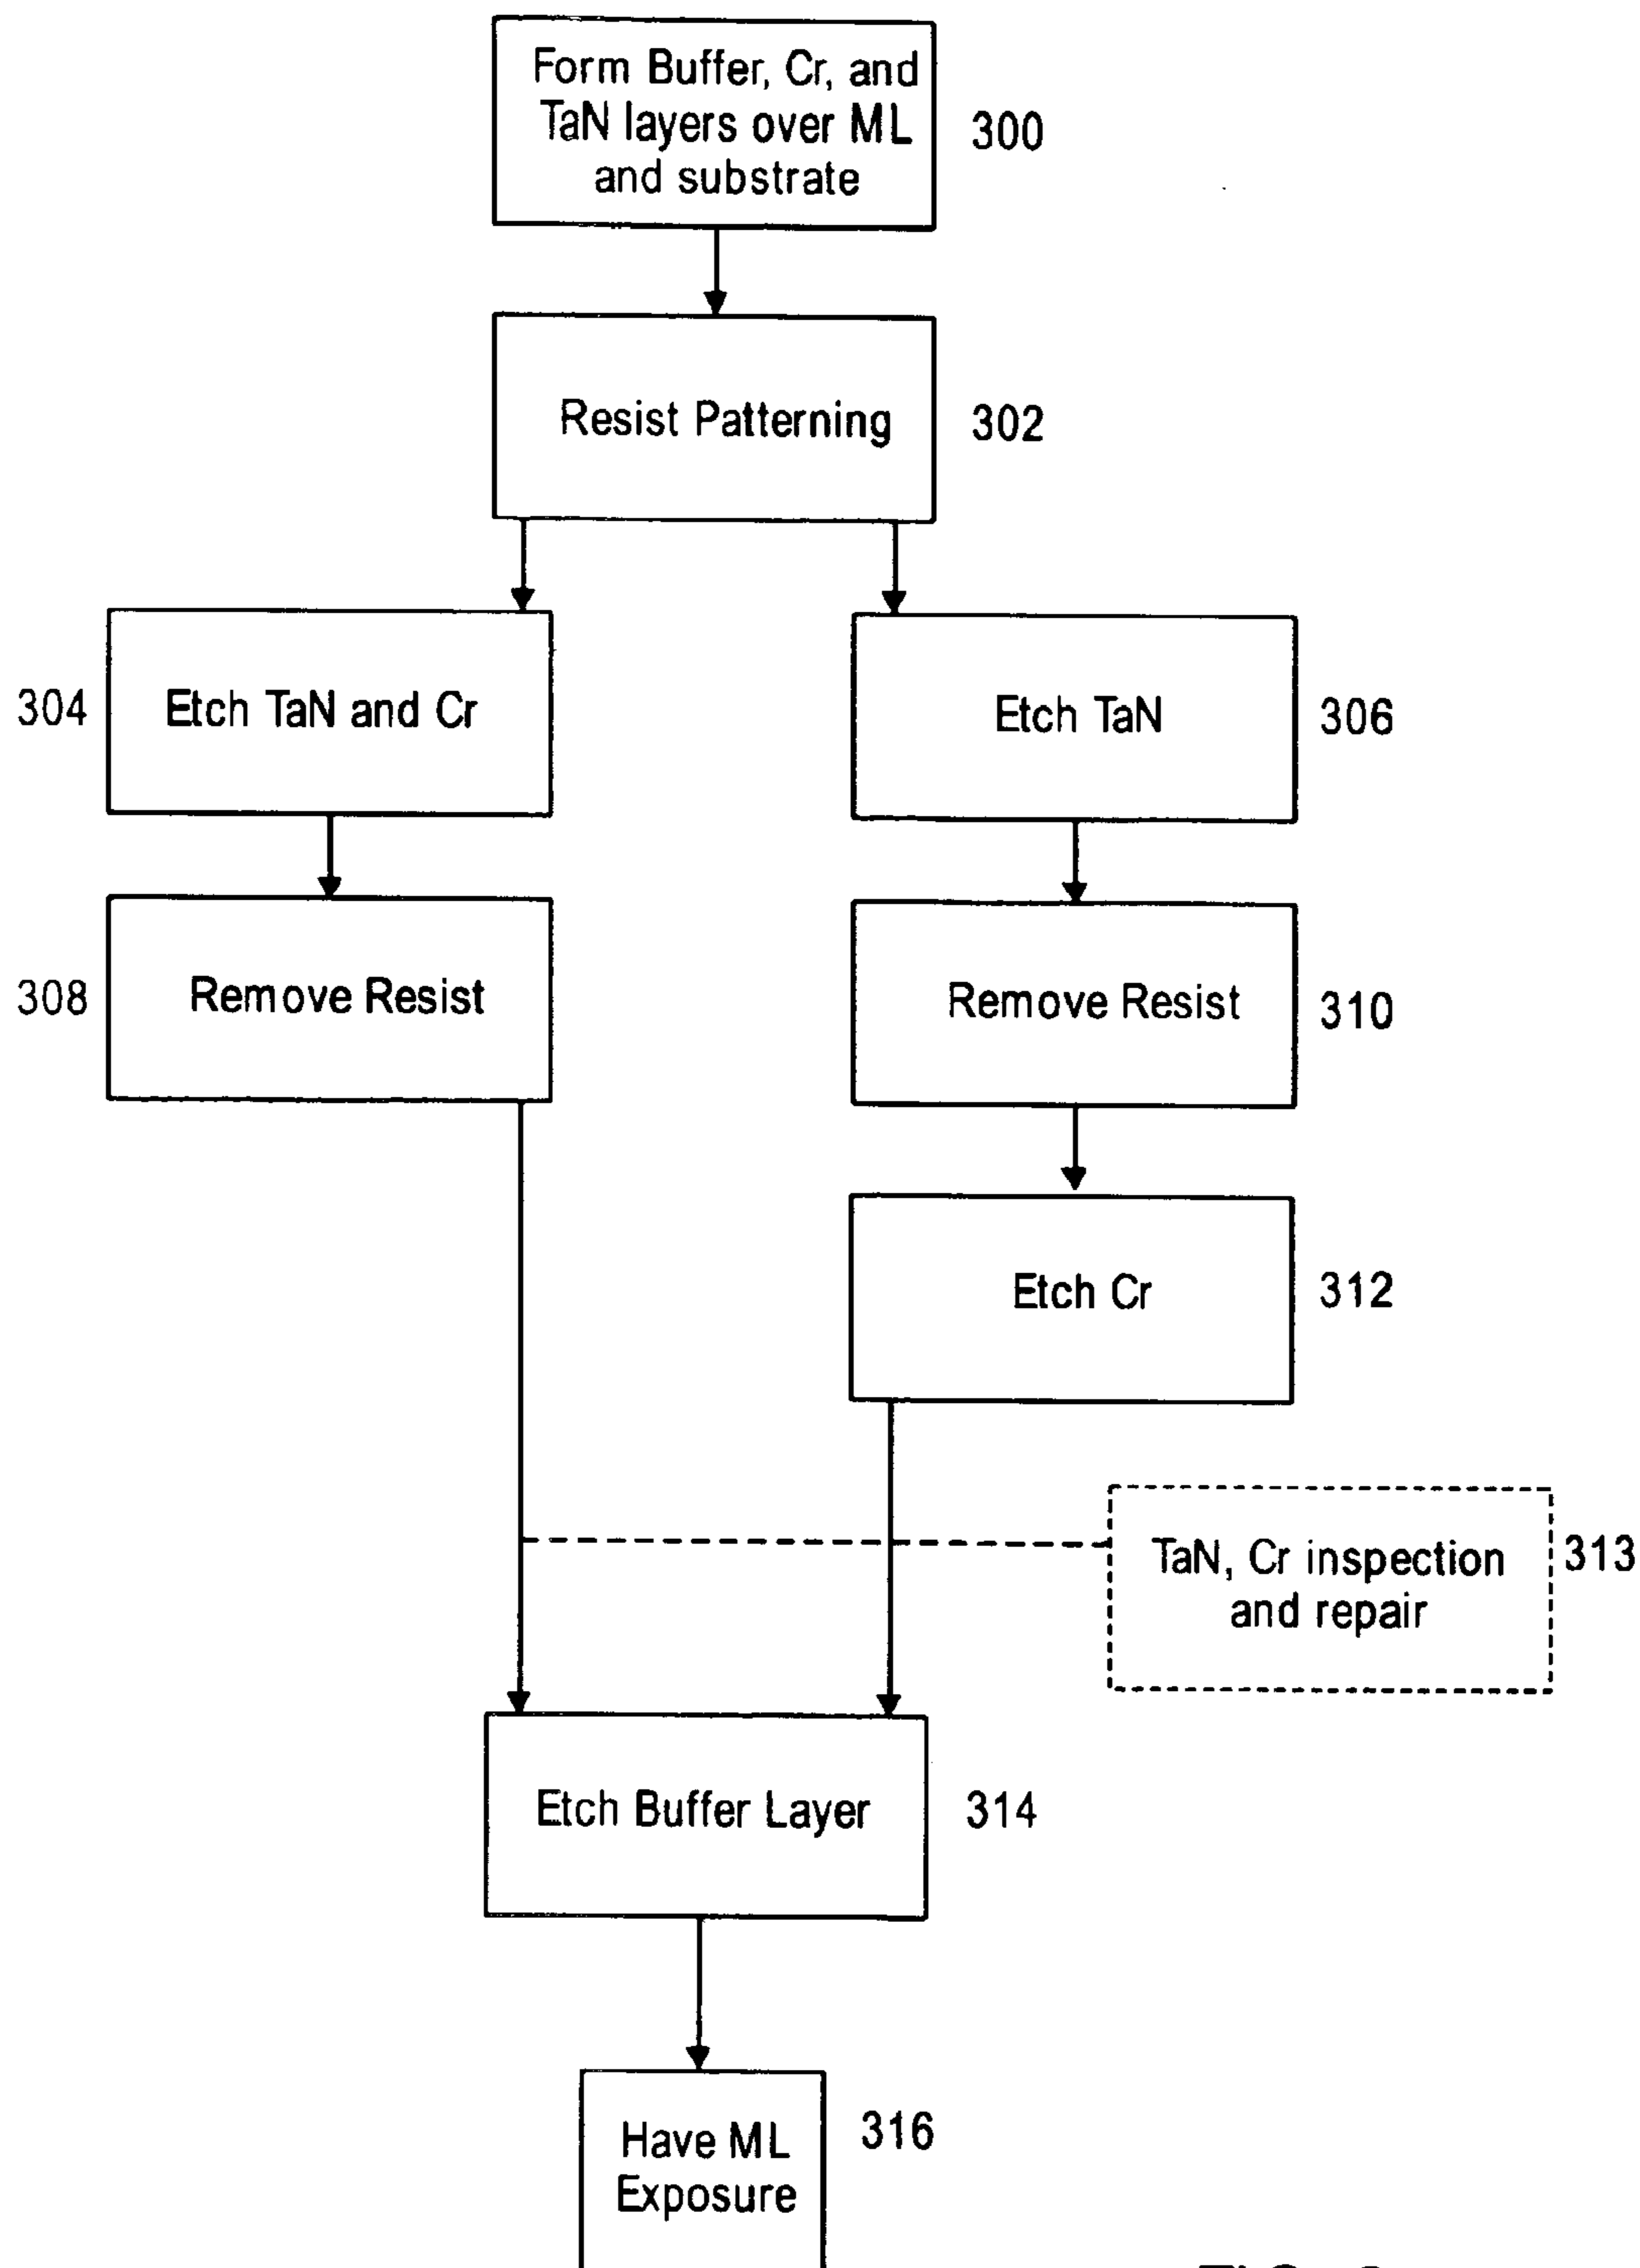 Form Buffer, Cr, and
TaN layers over ML
and substrate
300
Resist Patterning
302
304
Etch TaN and Cr
Etch TaN
306
308
Remove Resist
Remove Resist
310
Etch Cr
312
TaN, Cr inspection
and repair
313
Etch Buffer Layer
314
Have ML
Exposure
316